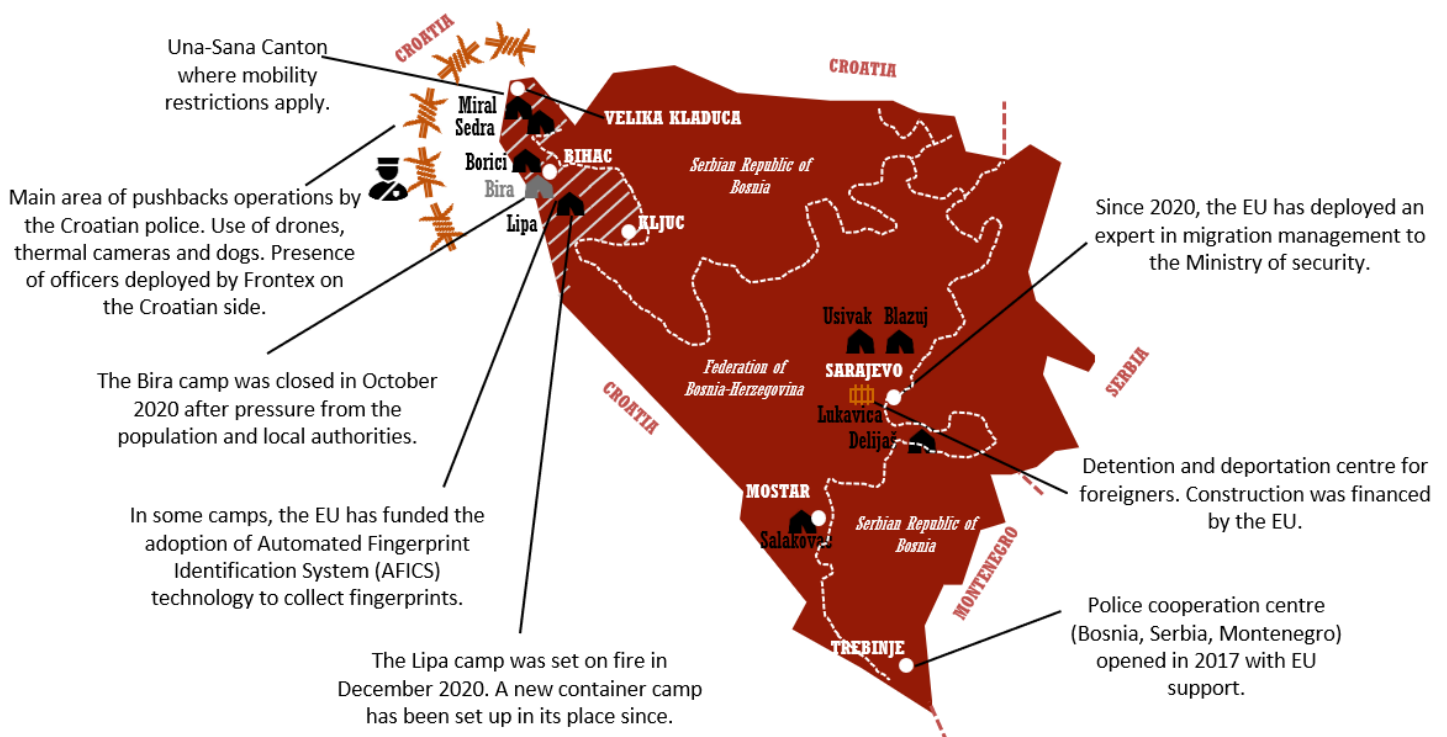 Una-Sana Canton
where mobility
restrictions apply.
CROATIA
CROATIA
Miral
Sedra
VELIKA KLADUCA
Borici
BIHAC
Bira
Lipa
KLJUC
Serbian Republic of
Bosnia
Main area of pushbacks operations by
the Croatian police. Use of drones,
thermal cameras and dogs. Presence
of officers deployed by Frontex on
the Croatian side.
Since 2020, the EU has deployed an
expert in migration management to
the Ministry of security.
The Bira camp was closed in October
2020 after pressure from the
population and local authorities.
Usivak
Blazuj
Federation of
Bosnia-Herzegovina
SARAJEVO
SERBIA
CROATIA
Lukavica
Delijaš
In some camps, the EU has funded the
adoption of Automated Fingerprint
Identification System (AFICS)
technology to collect fingerprints.
Detention and deportation centre for
foreigners. Construction was financed
by the EU.
MOSTAR
Salakovac
Serbian Republic of
Bosnia
MONTENEGRO
The Lipa camp was set on fire in
December 2020. A new container camp
has been set up in its place since.
TREBINJE
Police cooperation centre
(Bosnia, Serbia, Montenegro)
opened in 2017 with EU
support.